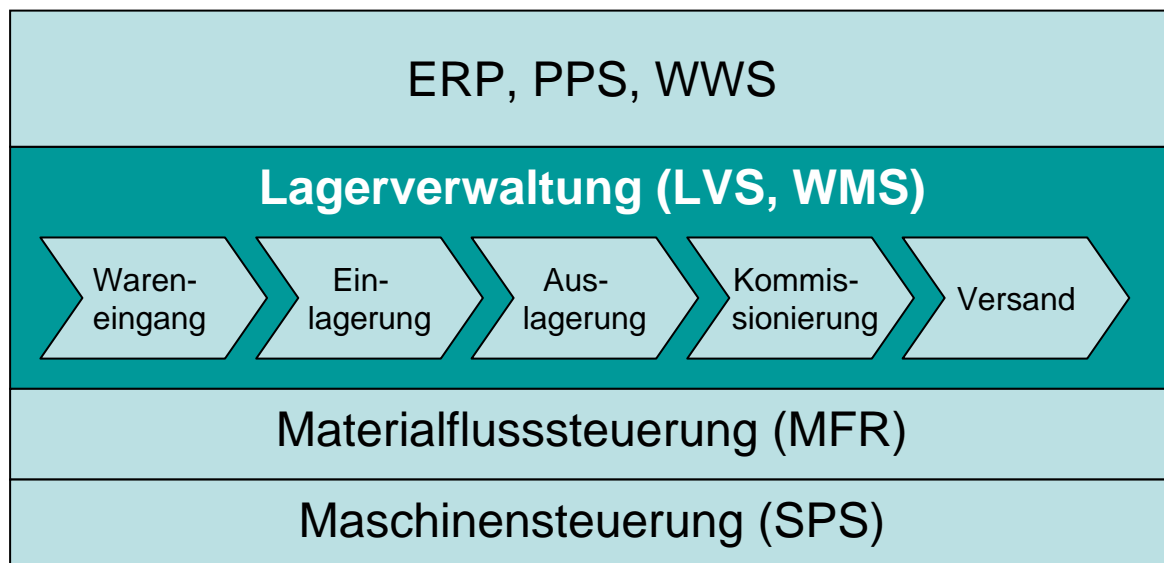 ERP, PPS, WWS
Lagerverwaltung (LVS, WMS)
Waren-
eingang
Ein-
lagerung
Aus-
lagerung
Kommis-
sionierung
Versand
Materialflusssteuerung (MFR)
Maschinensteuerung (SPS)